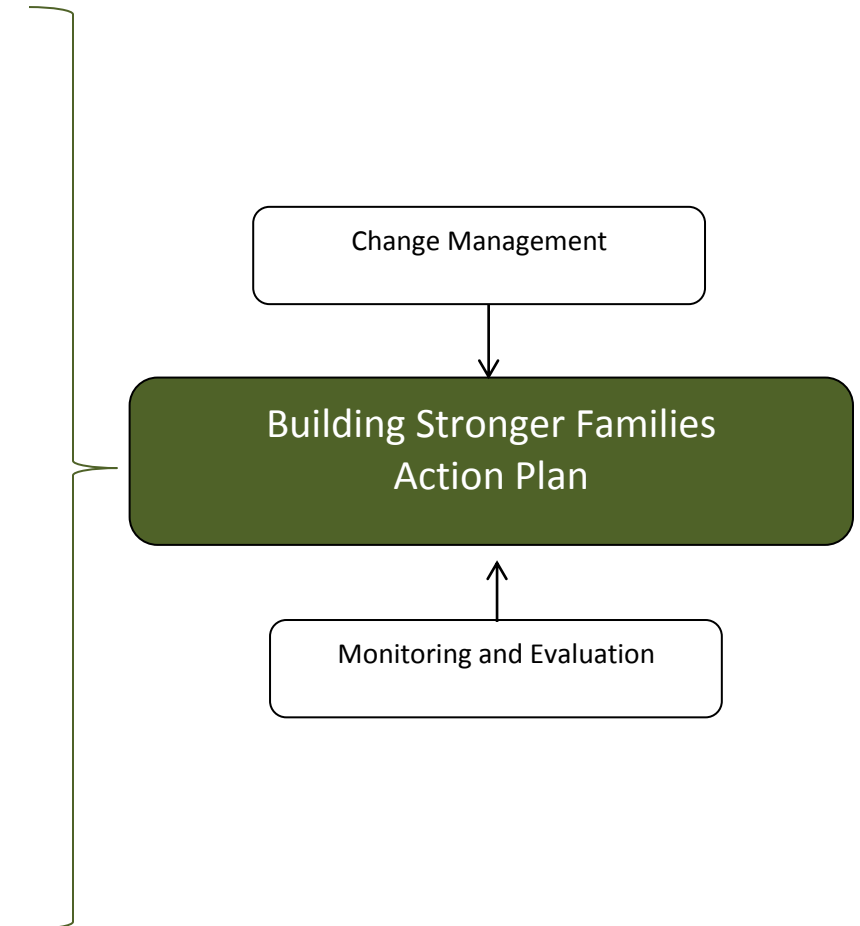 Change Management
Building Stronger Families
Action Plan
Monitoring and Evaluation